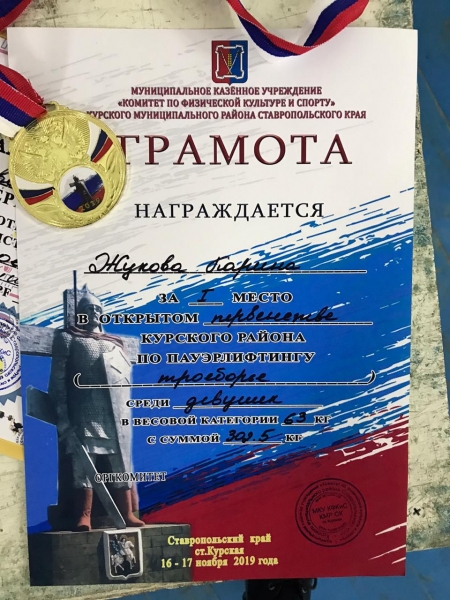 МУНИЦИПАЛЬНОЕ КАЗЁННОЕ УЧРЕЖДЕНИЕ
«КОМИТЕТ ПО ФИЗИЧЕСКОЙ КУЛЬТУРЕ И СПОРТУ»
КУРСКОГО МУНИЦИПАЛЬНОГО РАЙОНА СТАВРОПОЛЬСКОГО КРАЯ
ГРАМОТА
НАГРАЖДАЕТСЯ
Жукова Карина
ЗА I МЕСТО
В ОТКРЫТОМ первенстве
КУРСКОГО РАЙОНА
ПО ПАУЭРЛИФТИНГУ
( троеборье )
СРЕДИ девушек
В ВЕСОВОЙ КАТЕГОРИИ 63 КГ
С СУММОЙ 302.5 КГ
ОРГКОМИТЕТ
Ставропольский край
ст.Курская
16 - 17 ноября 2019 года